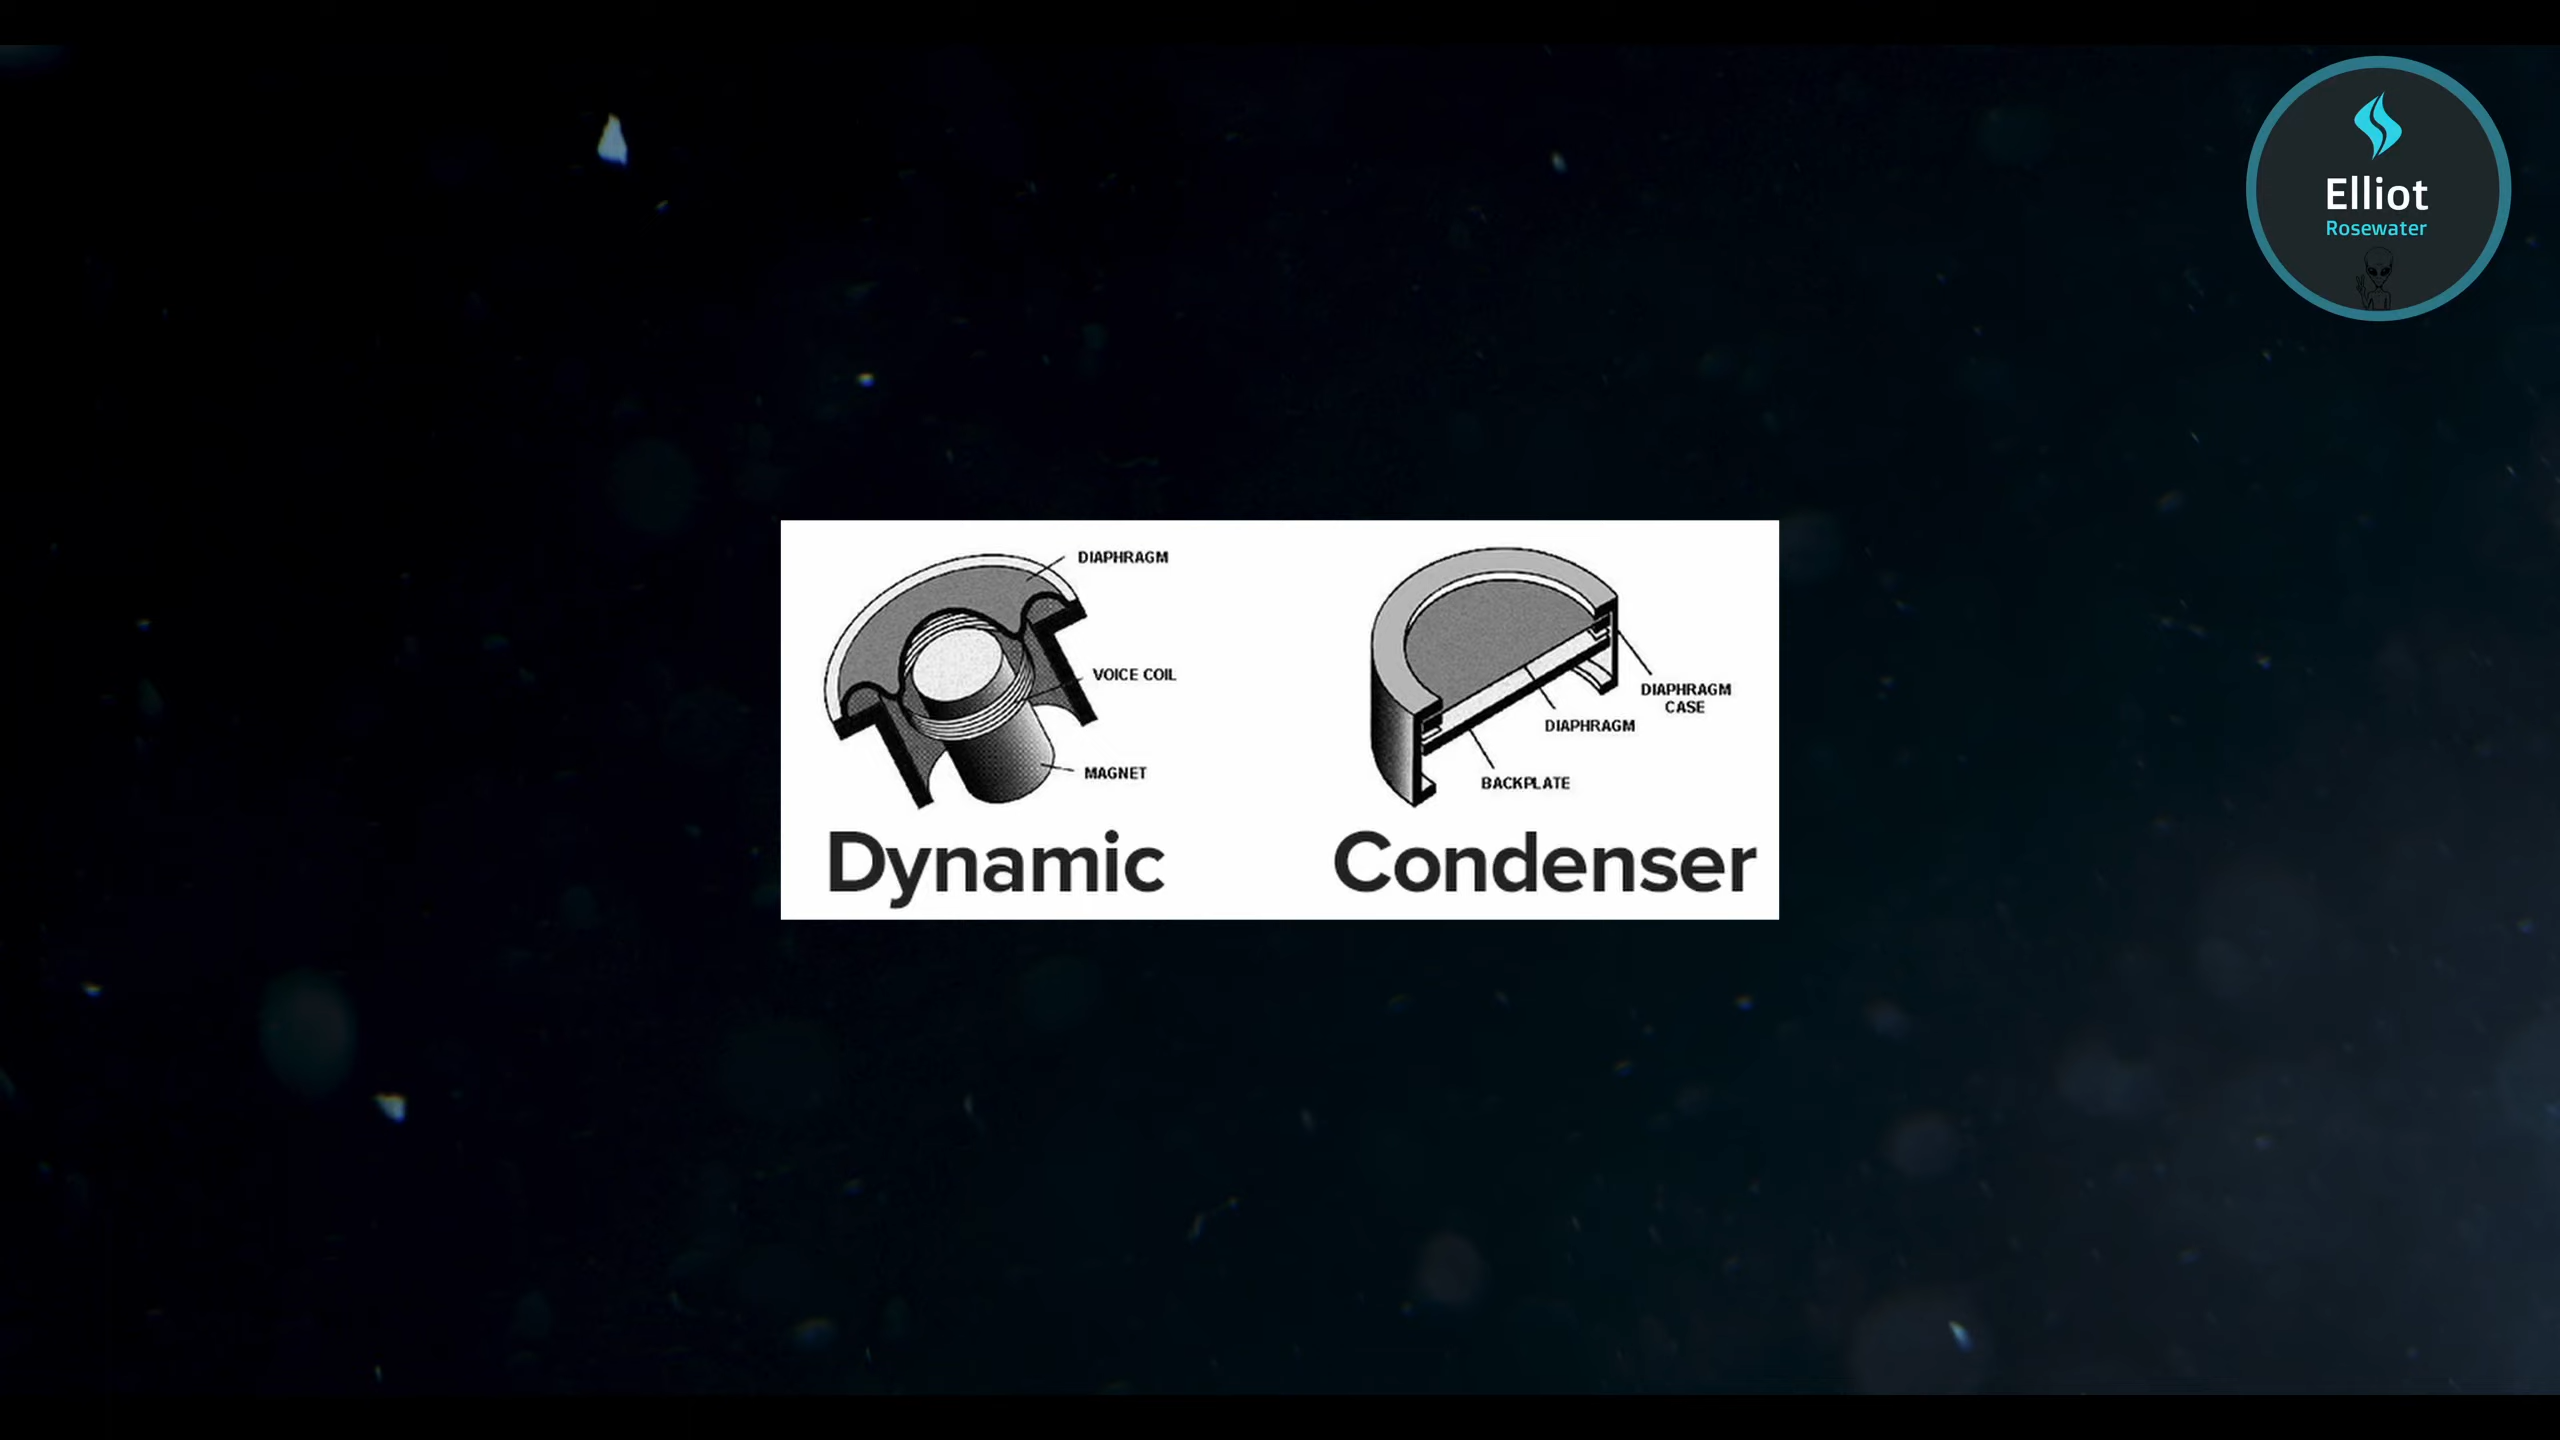 Elliot
Rosewater
DIAPHRAGM
VOICE COIL
MAGNET
Dynamic
DIAPHRAGM
CASE
DIAPHRAGM
BACKPLATE
Condenser